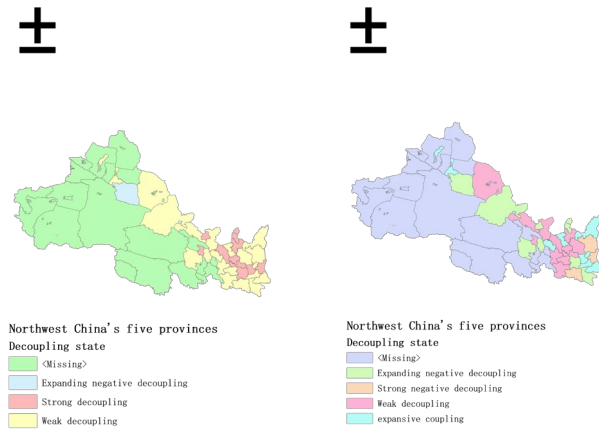 Northwest China's five provinces
Decoupling state
<Missing>
Expanding negative decoupling
Strong decoupling
Weak decoupling
Northwest China's five provinces
Decoupling state
<Missing>
Expanding negative decoupling
Strong negative decoupling
Weak decoupling
expansive coupling